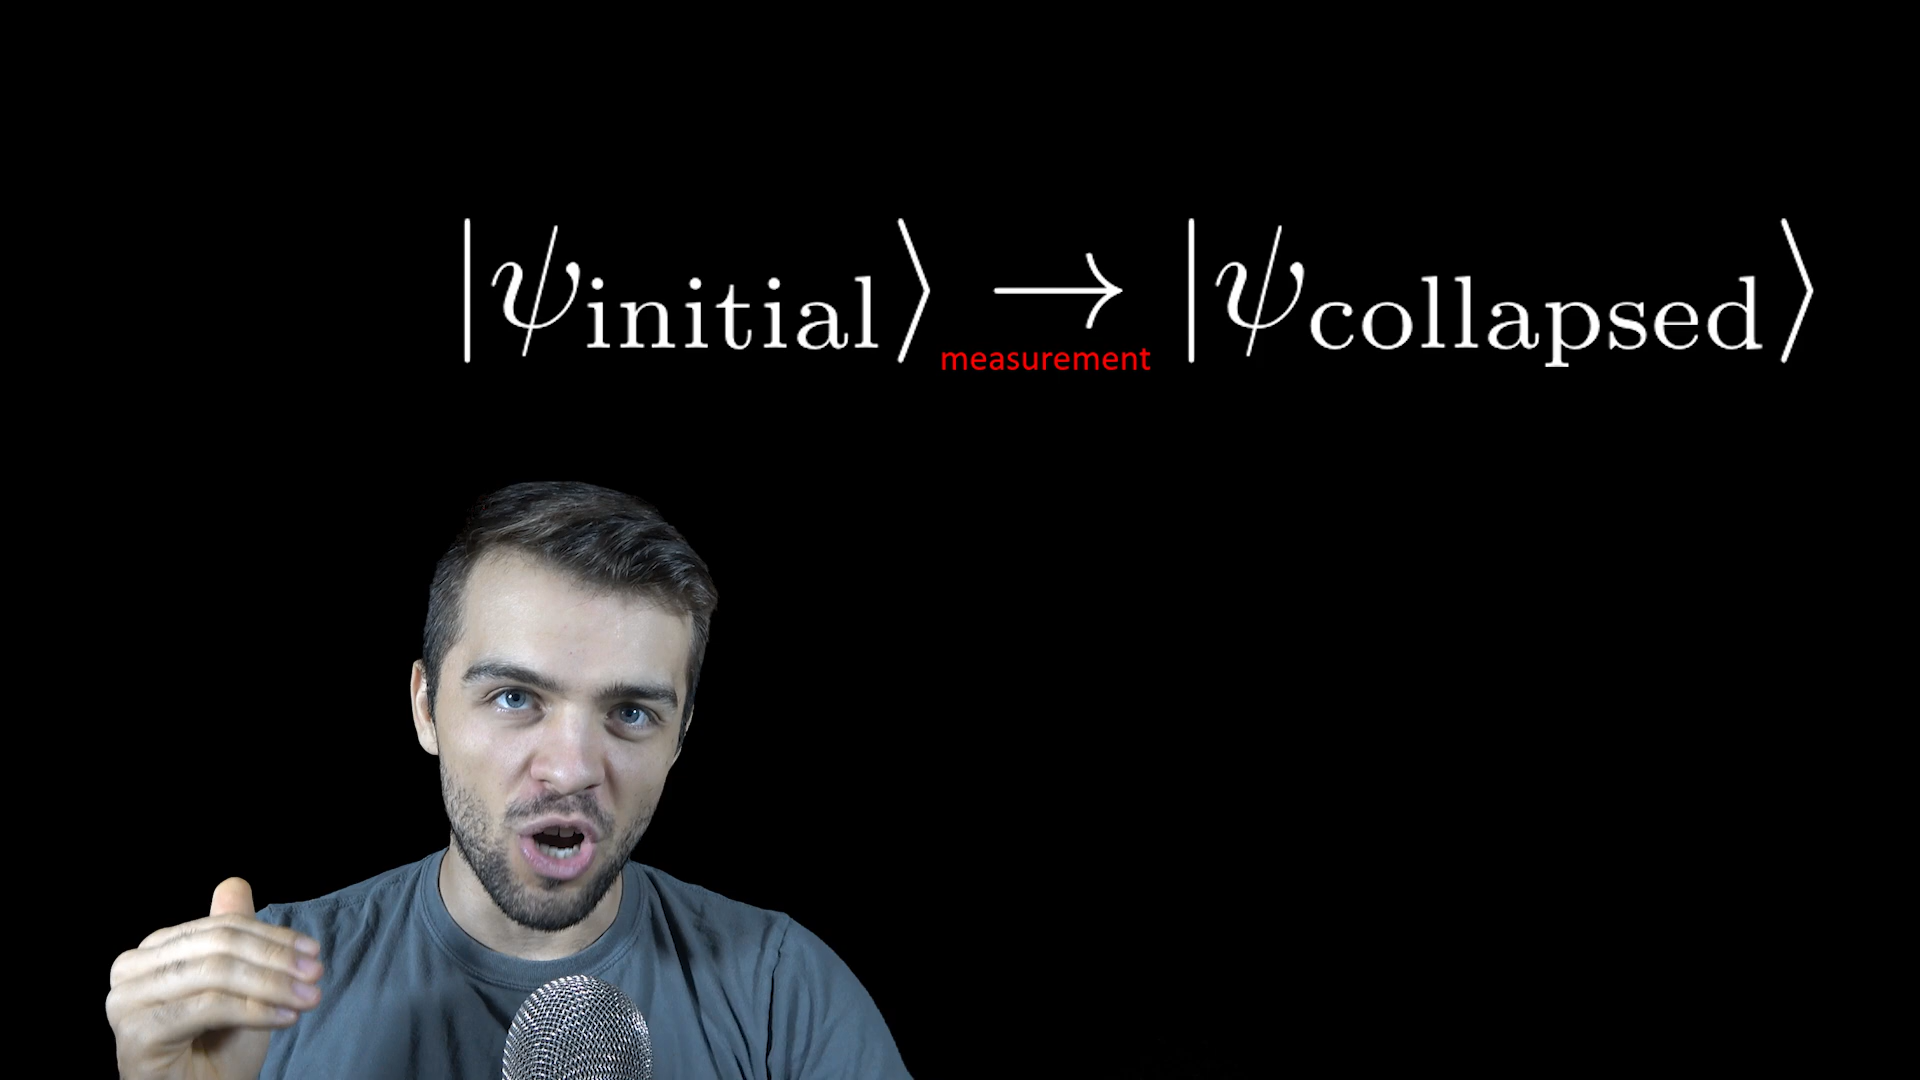 |ψinitial⟩ → |ψcollapsed⟩
measurement